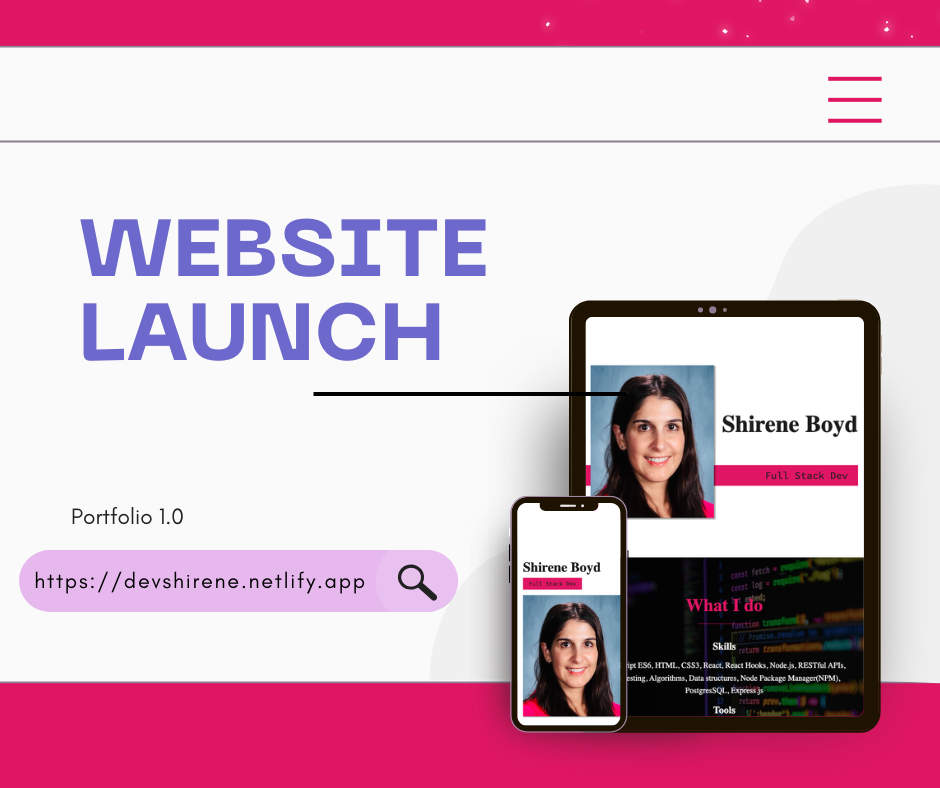 WEBSITE
LAUNCH
Portfolio 1.0
https://devshirene.netlify.app
Shirene Boyd
Full Stack Dev
What I do
Skills
ipt ES6, HTML, CSS3, React, React Hooks, Node.js, RESTful APIs,
esting, Algorithms, Data structures, Node Package Manager(NPM),
PostgresSQL, Express.js
Tools
Shirene Boyd
Full Stack Dev